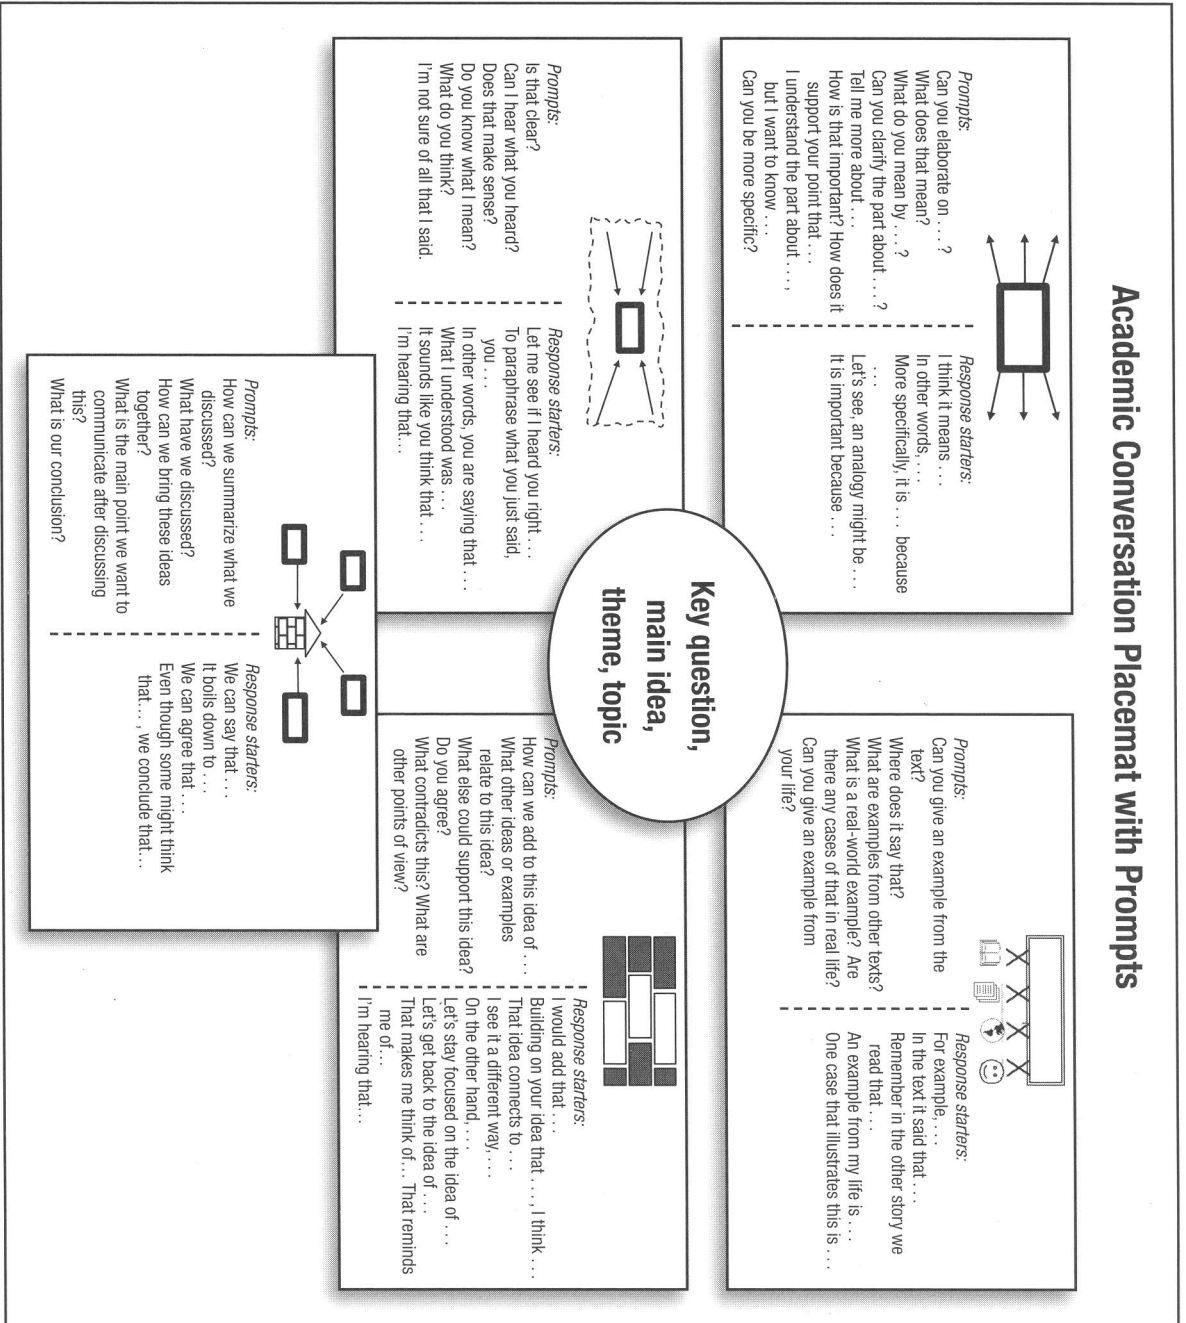 Academic Conversation Placemat with Prompts
Prompts:
Can you elaborate on . . . ?
What does that mean?
What do you mean by . . . ?
Can you clarify the part about . . . ?
Tell me more about . . .
How is that important? How does it
support your point that . . .
I understand the part about . . . ,
but I want to know . . .
Can you be more specific?
Response starters:
I think it means . . .
In other words, . . .
More specifically, it is . . . because
. . .
Let's see, an analogy might be . . .
It is important because . . .
Prompts:
Can you give an example from the
text?
Where does it say that?
What are examples from other texts?
What is a real-world example? Are
there any cases of that in real life?
Can you give an example from
your life?
Response starters:
For example, . . .
In the text it said that . . .
Remember in the other story we
read that . . .
An example from my life is . . .
One case that illustrates this is . . .
Key question,
main idea,
theme, topic
Prompts:
Is that clear?
Can I hear what you heard?
Does that make sense?
Do you know what I mean?
What do you think?
I'm not sure of all that I said.
Response starters:
Let me see if I heard you right . . .
To paraphrase what you just said,
you . . .
In other words, you are saying that . . .
What I understood was . . .
It sounds like you think that . . .
I'm hearing that...
Prompts:
How can we add to this idea of . . .
What other ideas or examples
relate to this idea?
What else could support this idea?
Do you agree?
What contradicts this? What are
other points of view?
Response starters:
I would add that . . .
Building on your idea that . . . , I think . . .
That idea connects to . . .
I see it a different way, . . .
On the other hand, . . .
Let's stay focused on the idea of . . .
Let's get back to the idea of . . .
That makes me think of... That reminds
me of...
I'm hearing that...
Prompts:
How can we summarize what we
discussed?
What have we discussed?
How can we bring these ideas
together?
What is the main point we want to
communicate after discussing
this?
What is our conclusion?
Response starters:
We can say that . . .
It boils down to . . .
We can agree that . . .
Even though some might think
that... , we conclude that...